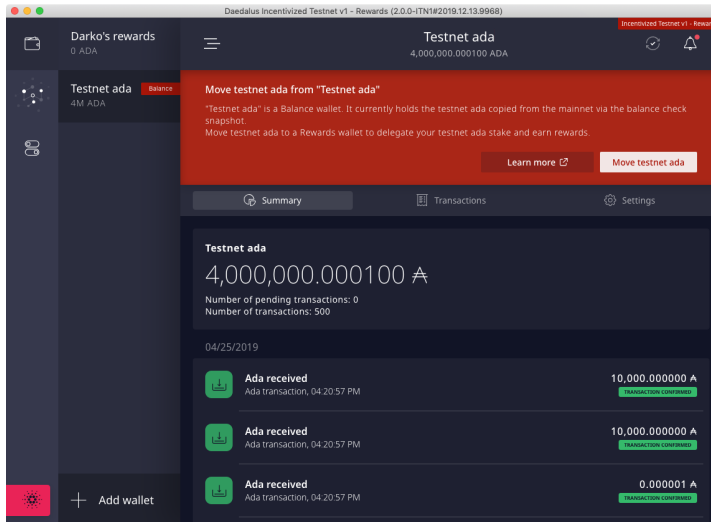 Daedalus Incentivized Testnet v1 - Rewards (2.0.0-ITN1#2019.12.13.9968)
Incentivized Testnet v1 - Rewar
Darko's rewards
0 ADA
Testnet ada
Balance
4M ADA
Add wallet
Testnet ada
4,000,000.000100 ADA
Move testnet ada from "Testnet ada"
"Testnet ada" is a Balance wallet. It currently holds the testnet ada copied from the mainnet via the balance check
snapshot.
Move testnet ada to a Rewards wallet to delegate your testnet ada stake and earn rewards.
Learn more
Move testnet ada
Summary
Transactions
Settings
Testnet ada
4,000,000.000100 ₳
Number of pending transactions: 0
Number of transactions: 500
04/25/2019
Ada received
10,000.000000 ₳
Ada transaction, 04:20:57 PM
TRANSACTION CONFIRMED
Ada received
10,000.000000 ₳
Ada transaction, 04:20:57 PM
TRANSACTION CONFIRMED
Ada received
0.000001 ₳
Ada transaction, 04:20:57 PM
TRANSACTION CONFIRMED